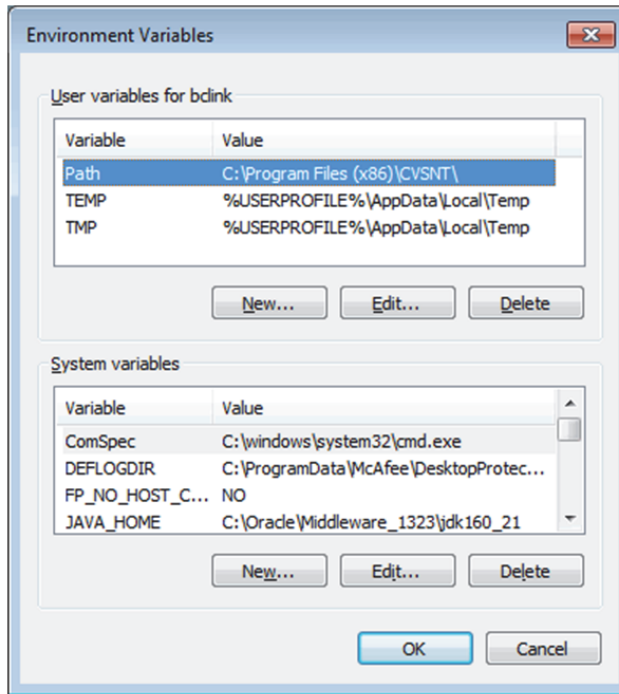 Environment Variables
User variables for bclink
Variable Value
Path C:\Program Files (x86)\CVSNT\
TEMP %USERPROFILE%\AppData\Local\Temp
TMP %USERPROFILE%\AppData\Local\Temp
New... Edit... Delete
System variables
Variable Value
ComSpec C:\windows\system32\cmd.exe
DEFLOGDIR C:\ProgramData\McAfee\DesktopProtec...
FP_NO_HOST_C... NO
JAVA_HOME C:\Oracle\Middleware_1323\jdk160_21
New... Edit... Delete
OK Cancel